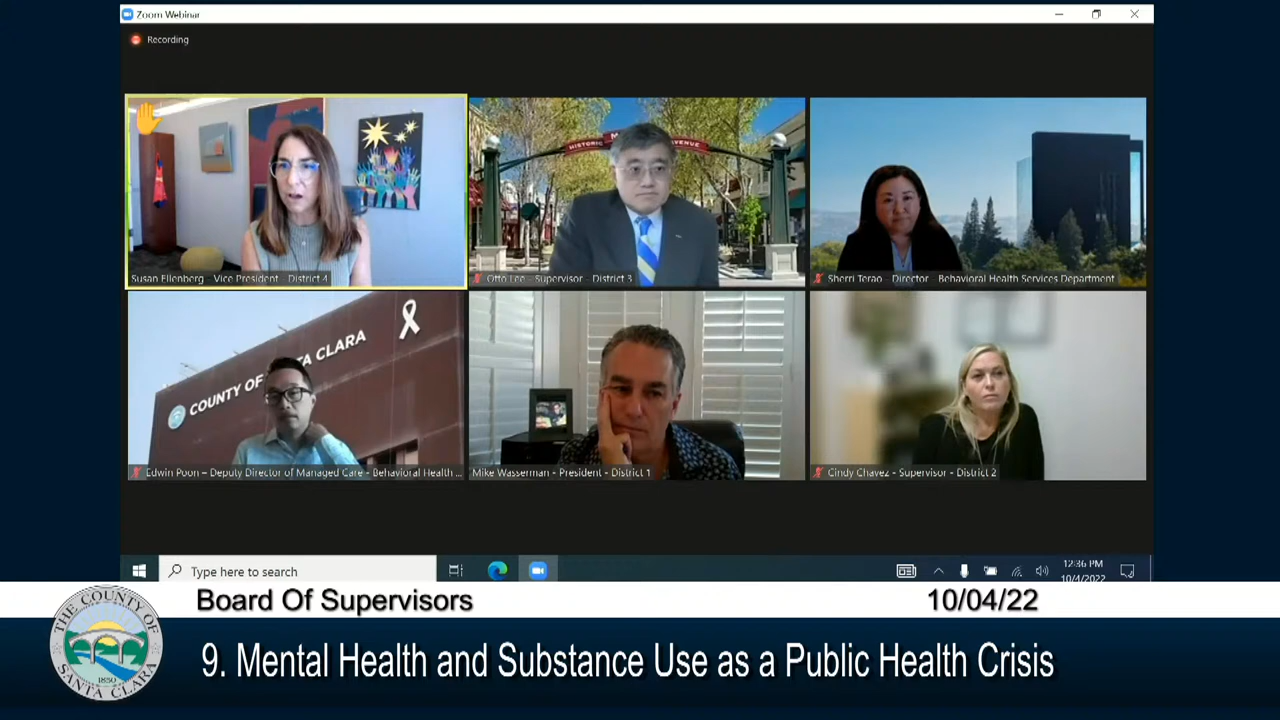 Zoom Webinar
Recording
HISTORIC
AVENUE
Susan Ellenberg - Vice President - District 4
Otto Lee - Supervisor - District 3
Sherri Terao - Director - Behavioral Health Services Department
COUNTY OF SANTA CLARA
Edwin Poon – Deputy Director of Managed Care - Behavioral Health ...
Mike Wasserman - President - District 1
Cindy Chavez - Supervisor - District 2
Type here to search
12:36 PM
10/4/2022
Board Of Supervisors
10/04/22
THE COUNTY OF SANTA CLARA
1850
9. Mental Health and Substance Use as a Public Health Crisis